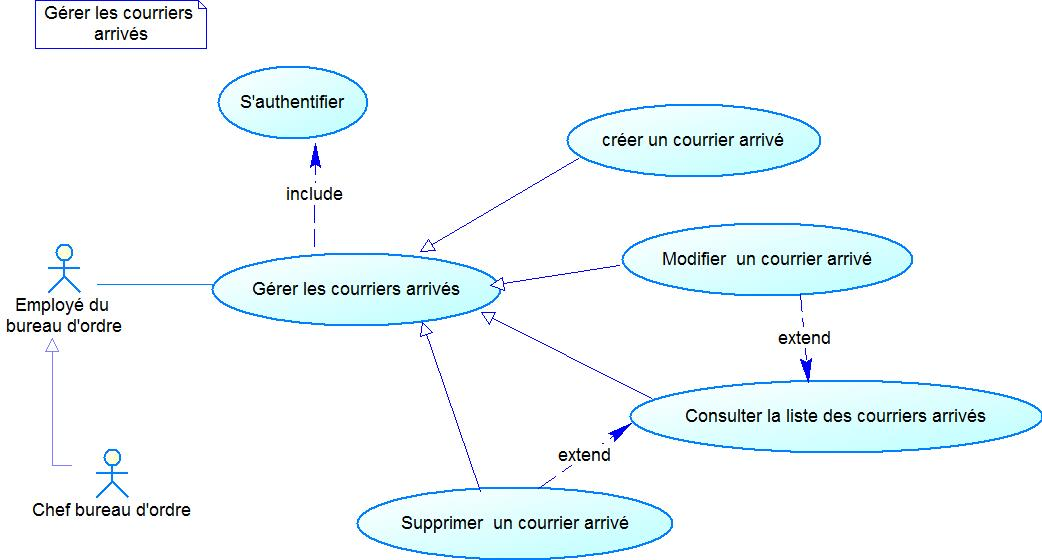 Gérer les courriers
arrivés
S'authentifier
créer un courrier arrivé
include
Modifier  un courrier arrivé
Gérer les courriers arrivés
Employé du
bureau d'ordre
extend
Consulter la liste des courriers arrivés
extend
Chef bureau d'ordre
Supprimer  un courrier arrivé